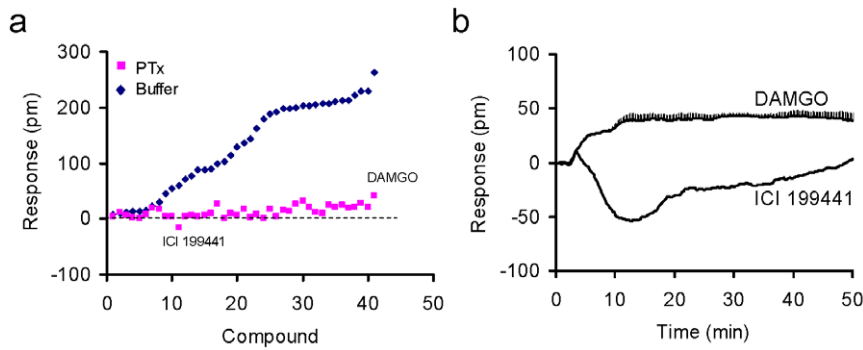 a
300
200
100
0
-100
Response (pm)
PTx
Buffer
DAMGO
ICI 199441
0 10 20 30 40 50
Compound
b
100
50
0
-50
-100
Response (pm)
DAMGO
ICI 199441
0 10 20 30 40 50
Time (min)